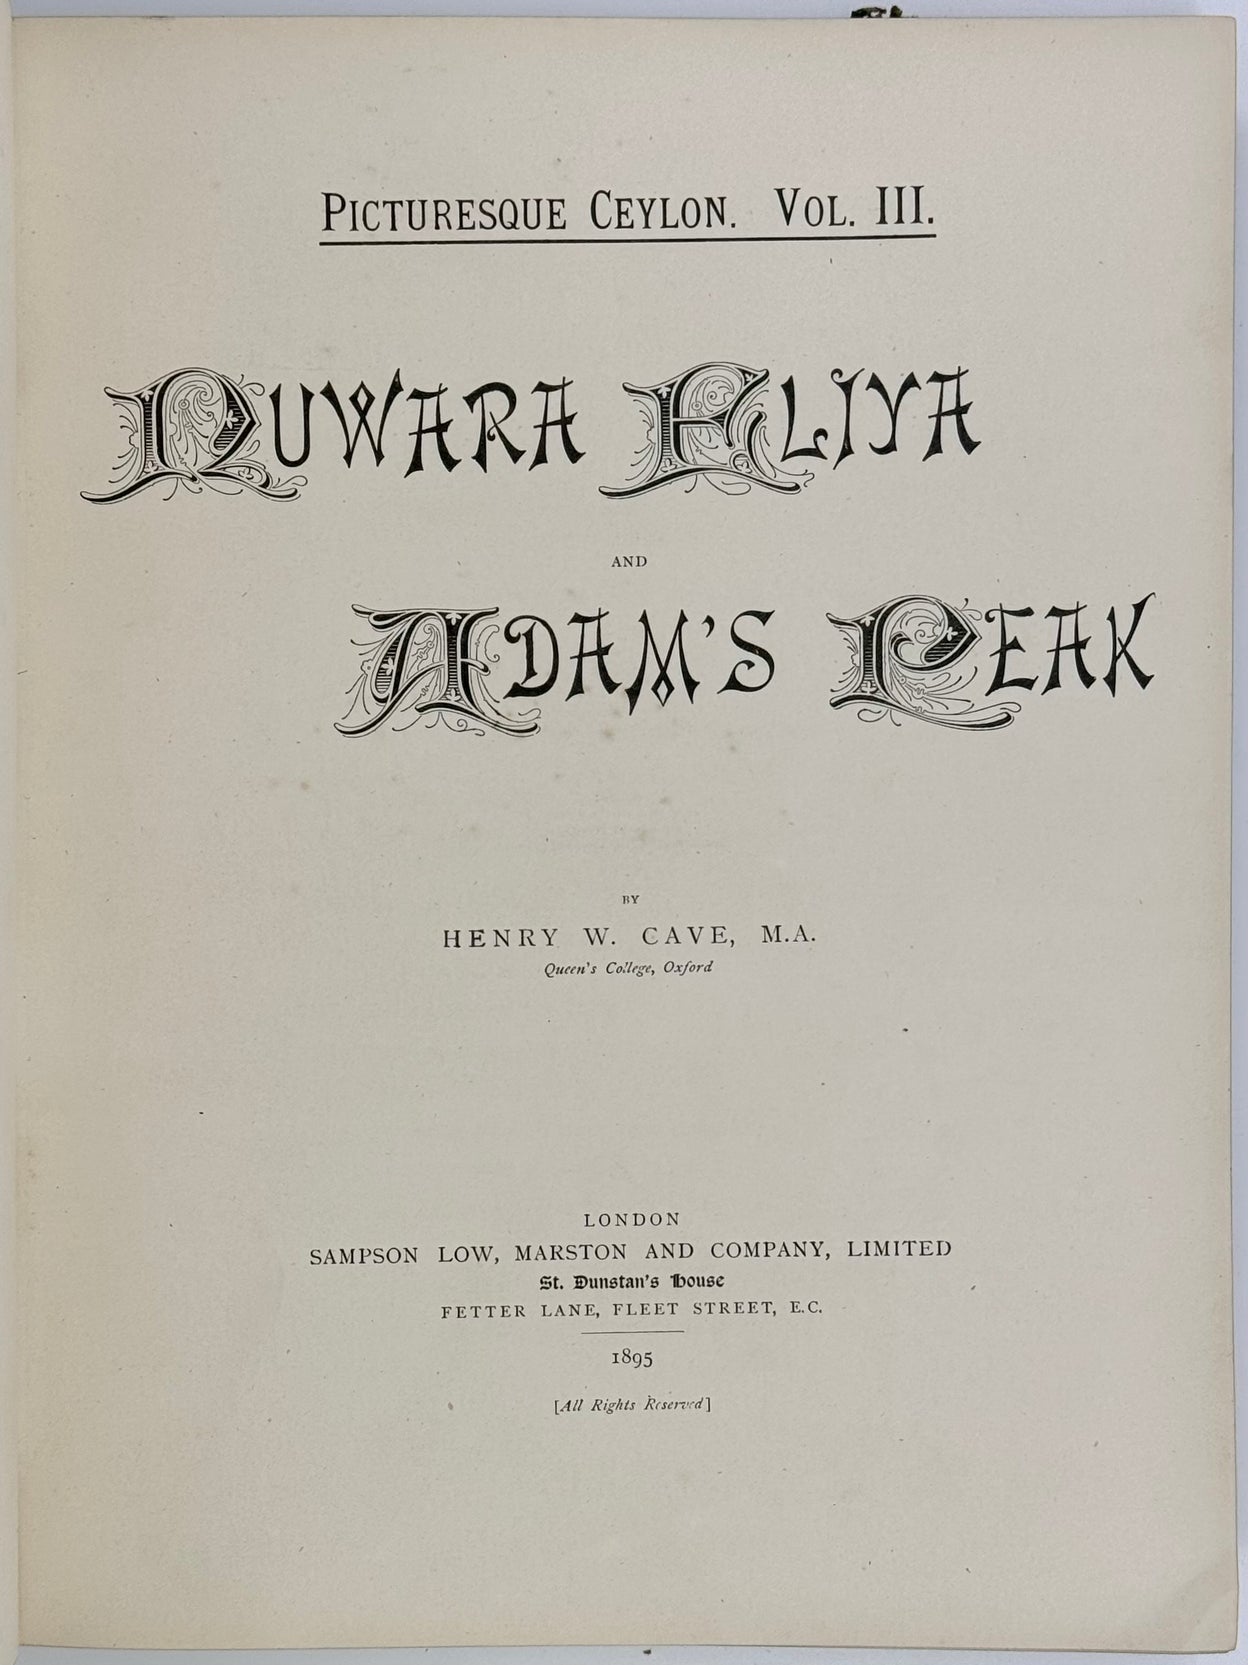 PICTURESQUE CEYLON. VOL. III.
NUWARA ELIYA
AND
ADAM'S PEAK
BY
HENRY W. CAVE, M.A.
Queen's College, Oxford
LONDON
SAMPSON LOW, MARSTON AND COMPANY, LIMITED
St. Dunstan's House
FETTER LANE, FLEET STREET, E.C.
1895
[All Rights Reserved]